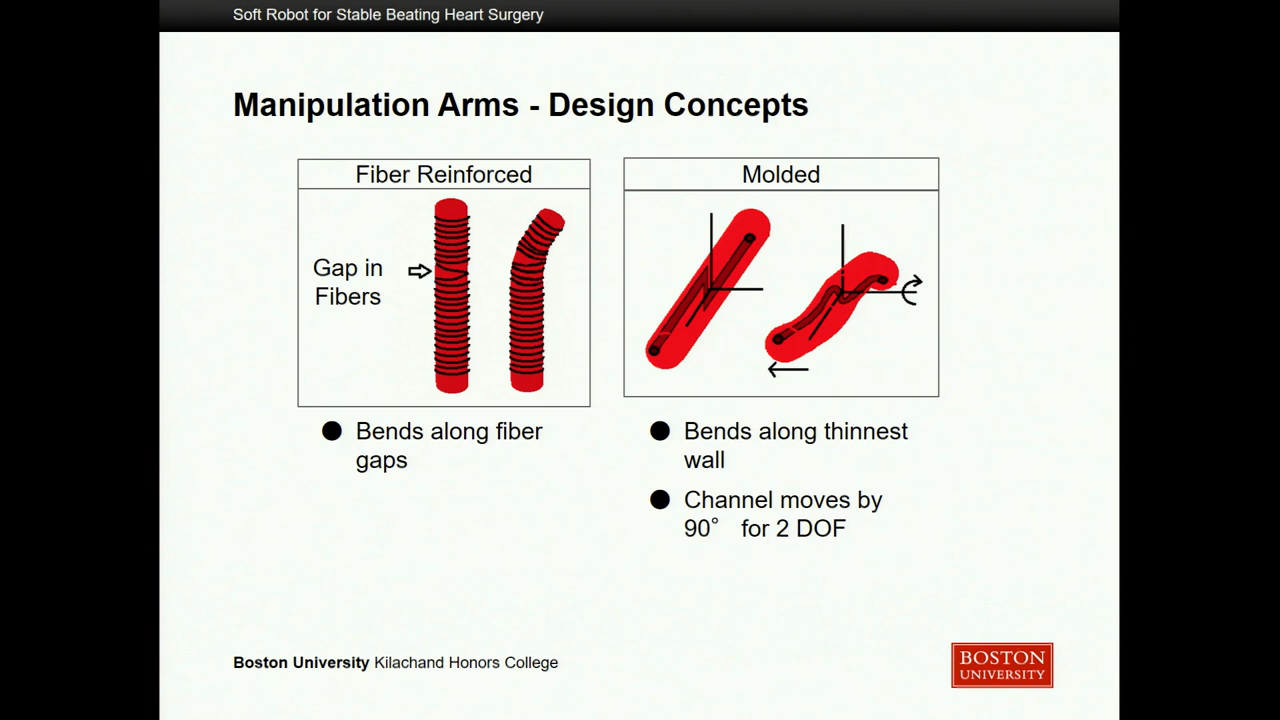 Soft Robot for Stable Beating Heart Surgery
Manipulation Arms - Design Concepts
Fiber Reinforced
Gap in
Fibers
● Bends along fiber
gaps
Molded
● Bends along thinnest
wall
● Channel moves by
90° for 2 DOF
Boston University Kilachand Honors College
BOSTON
UNIVERSITY